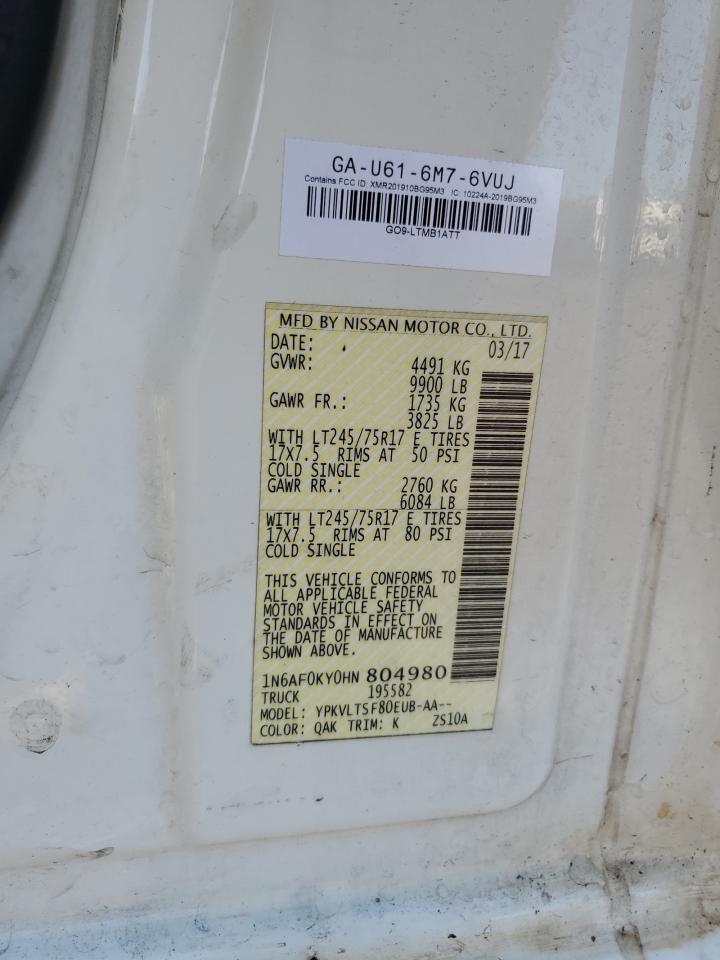 GA-U61-6M7-6VUJ
Contains FCC ID: XMR201910BG95M3 IC: 10224A-2019BG95M3
GO9-LTMB1ATT
MFD BY NISSAN MOTOR CO., LTD.
DATE: 03/17
GVWR: 4491 KG
9900 LB
GAWR FR.: 1735 KG
3825 LB
WITH LT245/75R17 E TIRES
17X7.5 RIMS AT 50 PSI
COLD SINGLE
GAWR RR.: 2760 KG
6084 LB
WITH LT245/75R17 E TIRES
17X7.5 RIMS AT 80 PSI
COLD SINGLE
THIS VEHICLE CONFORMS TO
ALL APPLICABLE FEDERAL
MOTOR VEHICLE SAFETY
STANDARDS IN EFFECT ON
THE DATE OF MANUFACTURE
SHOWN ABOVE.
1N6AF0KY0HN 804980
TRUCK 195582
MODEL: YPKVLTSF80EUB-AA--
COLOR: QAK TRIM: K ZS10A